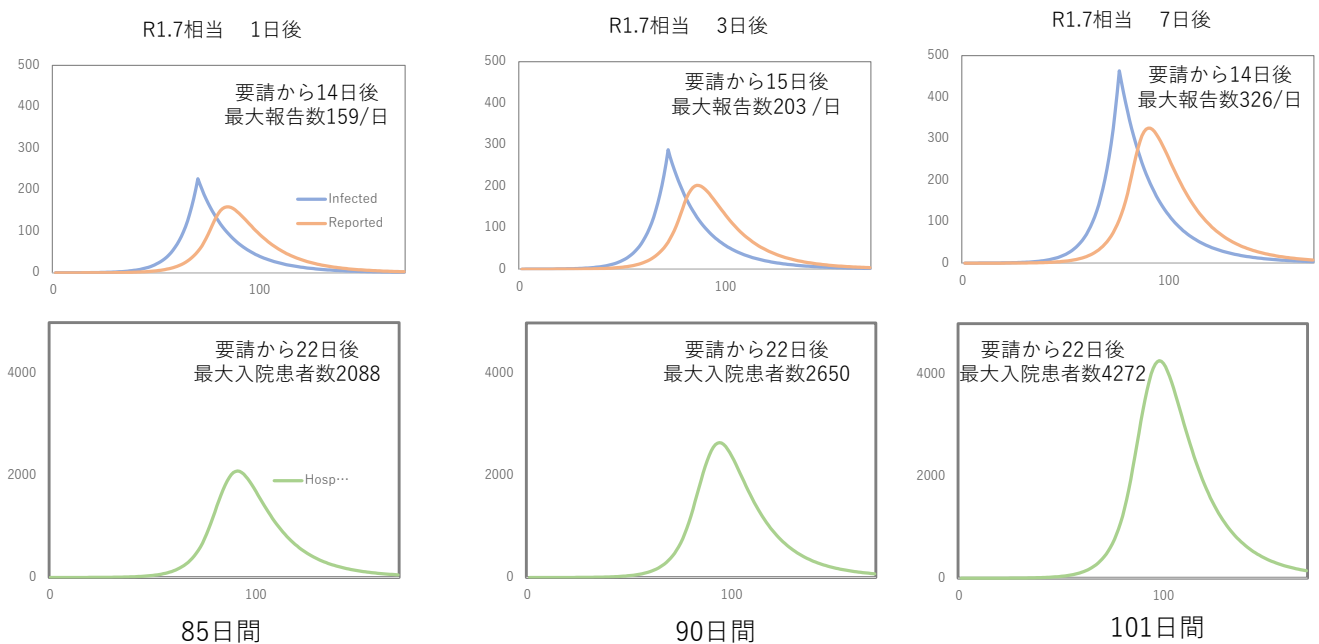 R1.7相当 1日後
R1.7相当 3日後
R1.7相当 7日後
500
400
300
200
100
0
0
100
要請から14日後
最大報告数159/日
Infected
Reported
500
400
300
200
100
0
0
100
要請から15日後
最大報告数203 /日
500
400
300
200
100
0
0
100
要請から14日後
最大報告数326/日
4000
2000
0
0
100
要請から22日後
最大入院患者数2088
Hosp…
4000
2000
0
0
100
要請から22日後
最大入院患者数2650
4000
2000
0
0
100
要請から22日後
最大入院患者数4272
85日間
90日間
101日間